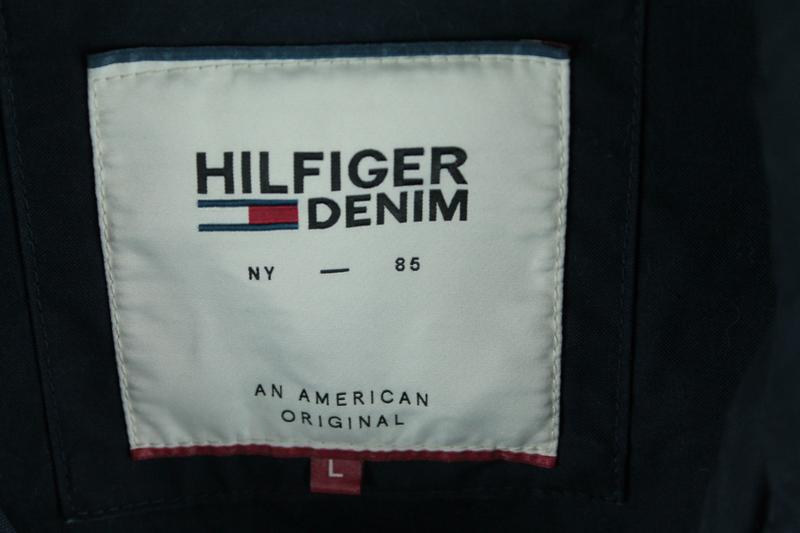 HILFIGER
DENIM
NY — 85
AN AMERICAN
ORIGINAL
L